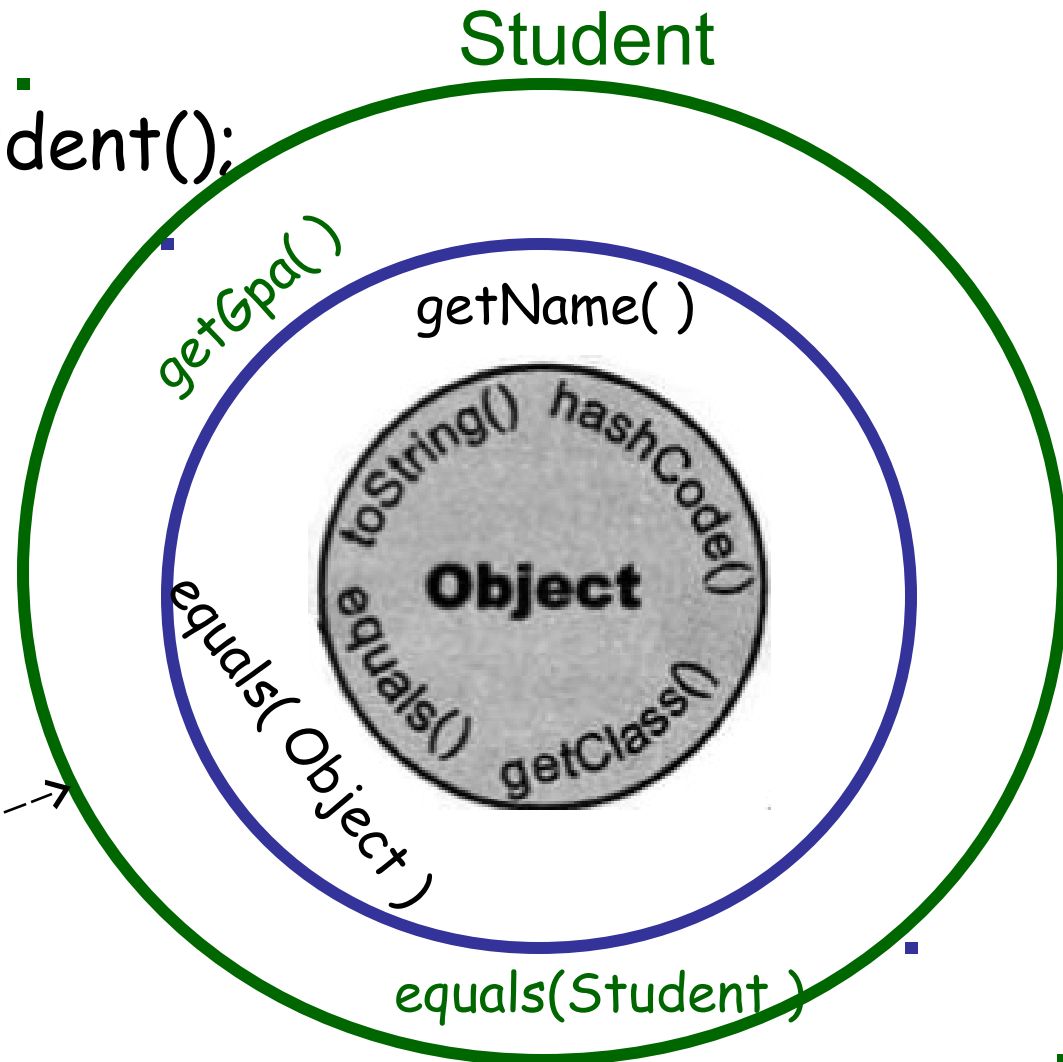 Student
dent();
getGpa( )
getName( )
toString()
hashCode()
Object
equals()
getClass()
equals( Object )
equals(Student )